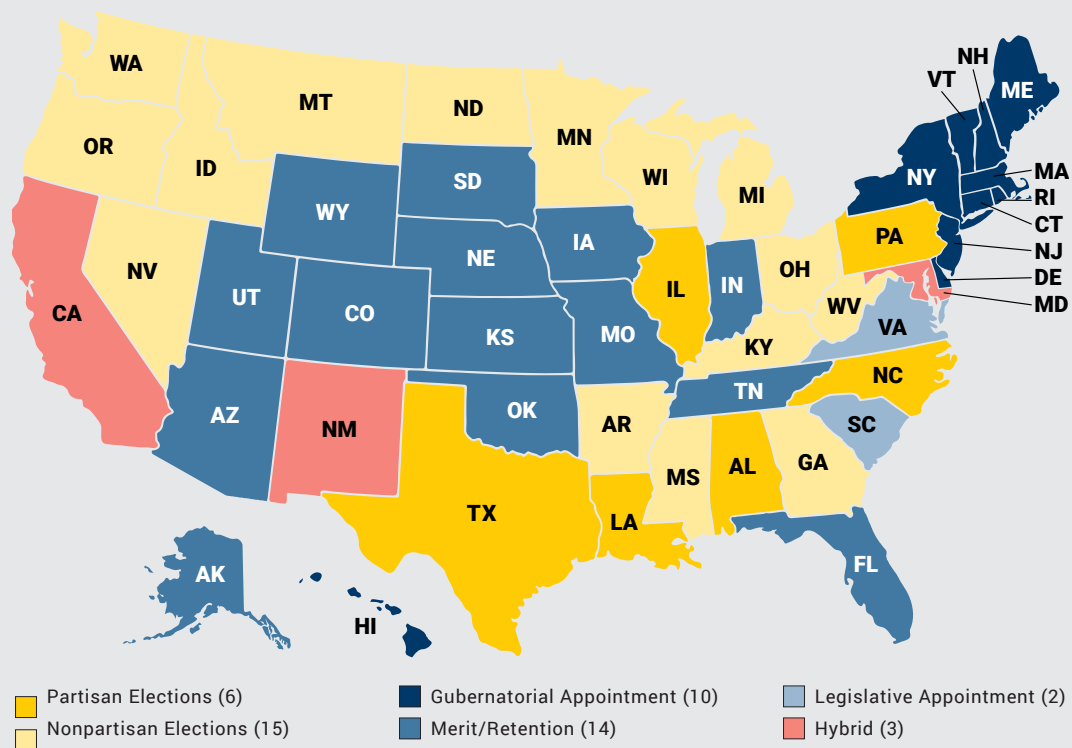 NH
VT
ME
WA
MT
ND
MN
OR
ID
WI
MI
SD
NY
MA
RI
WY
CT
IA
PA
NJ
NE
NV
OH
DE
UT
IL
IN
MD
CA
CO
WV
VA
KS
MO
KY
NC
TN
AZ
OK
NM
AR
SC
MS
AL
GA
TX
LA
AK
FL
HI
Partisan Elections (6)
Gubernatorial Appointment (10)
Legislative Appointment (2)
Nonpartisan Elections (15)
Merit/Retention (14)
Hybrid (3)